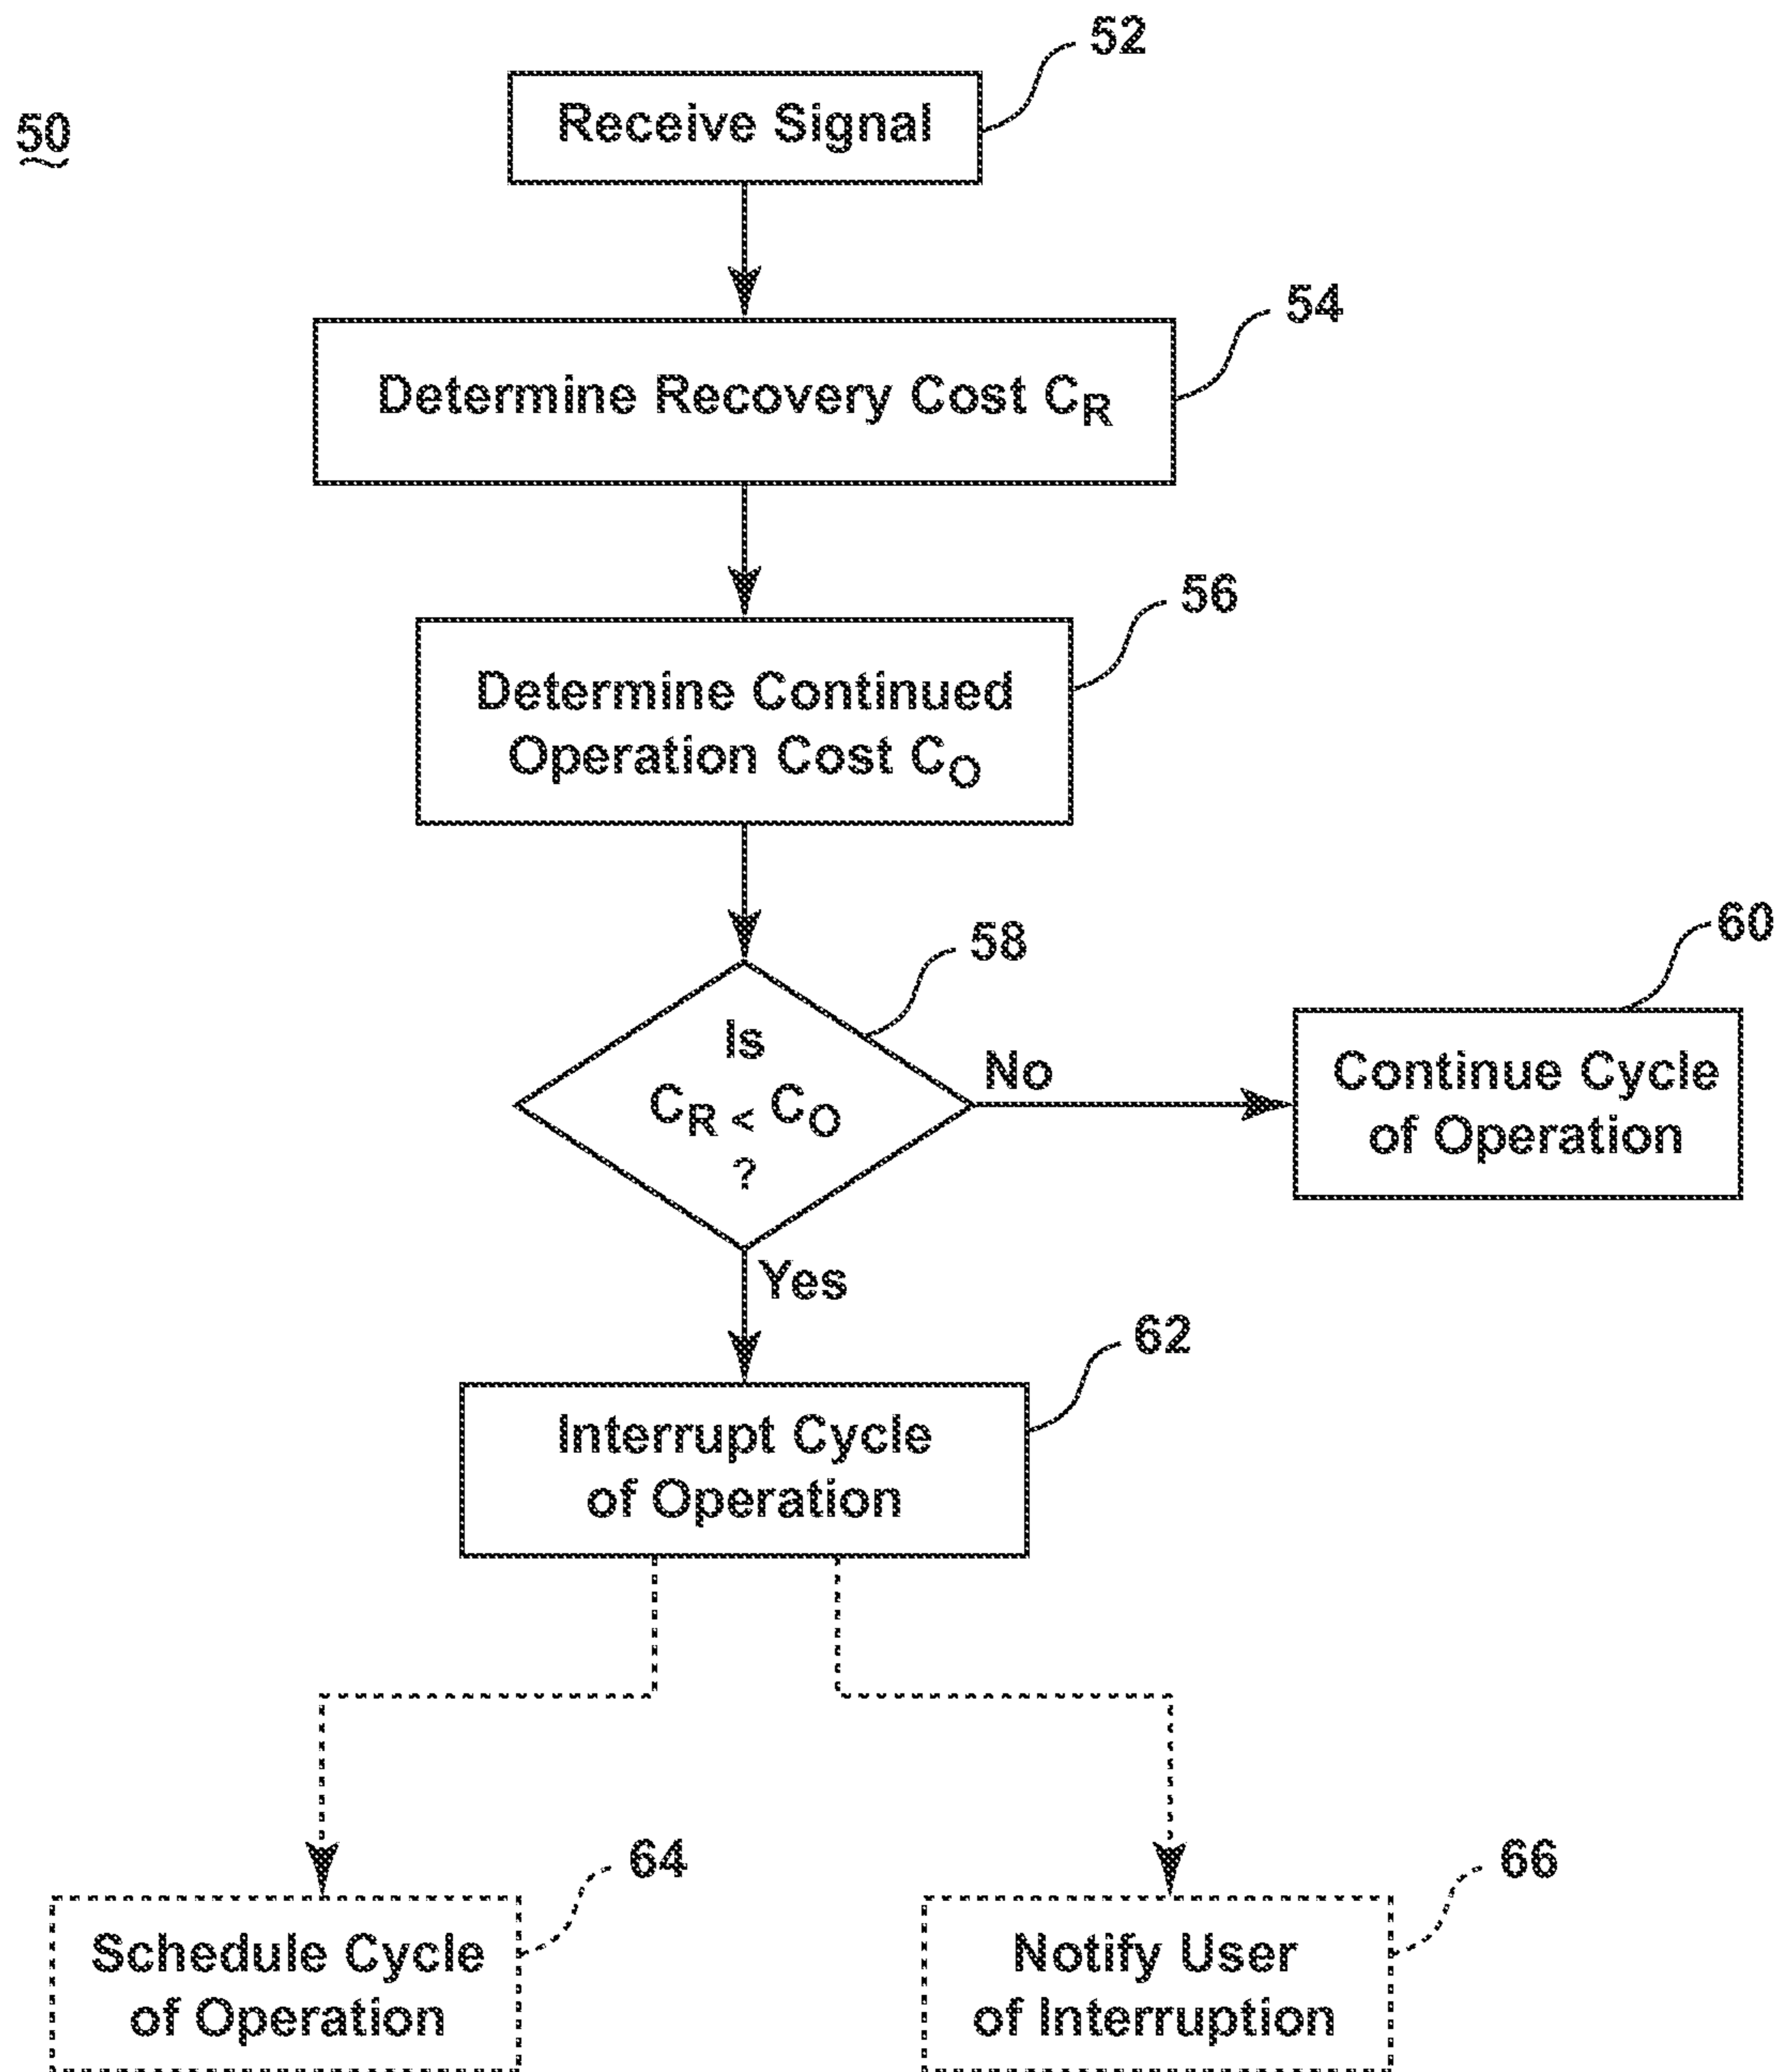 52
50
Receive Signal
54
Determine Recovery Cost CR
56
Determine Continued
Operation Cost CO
58
60
Is
CR < CO
?
No
Continue Cycle
of Operation
Yes
62
Interrupt Cycle
of Operation
64
66
Schedule Cycle
of Operation
Notify User
of Interruption